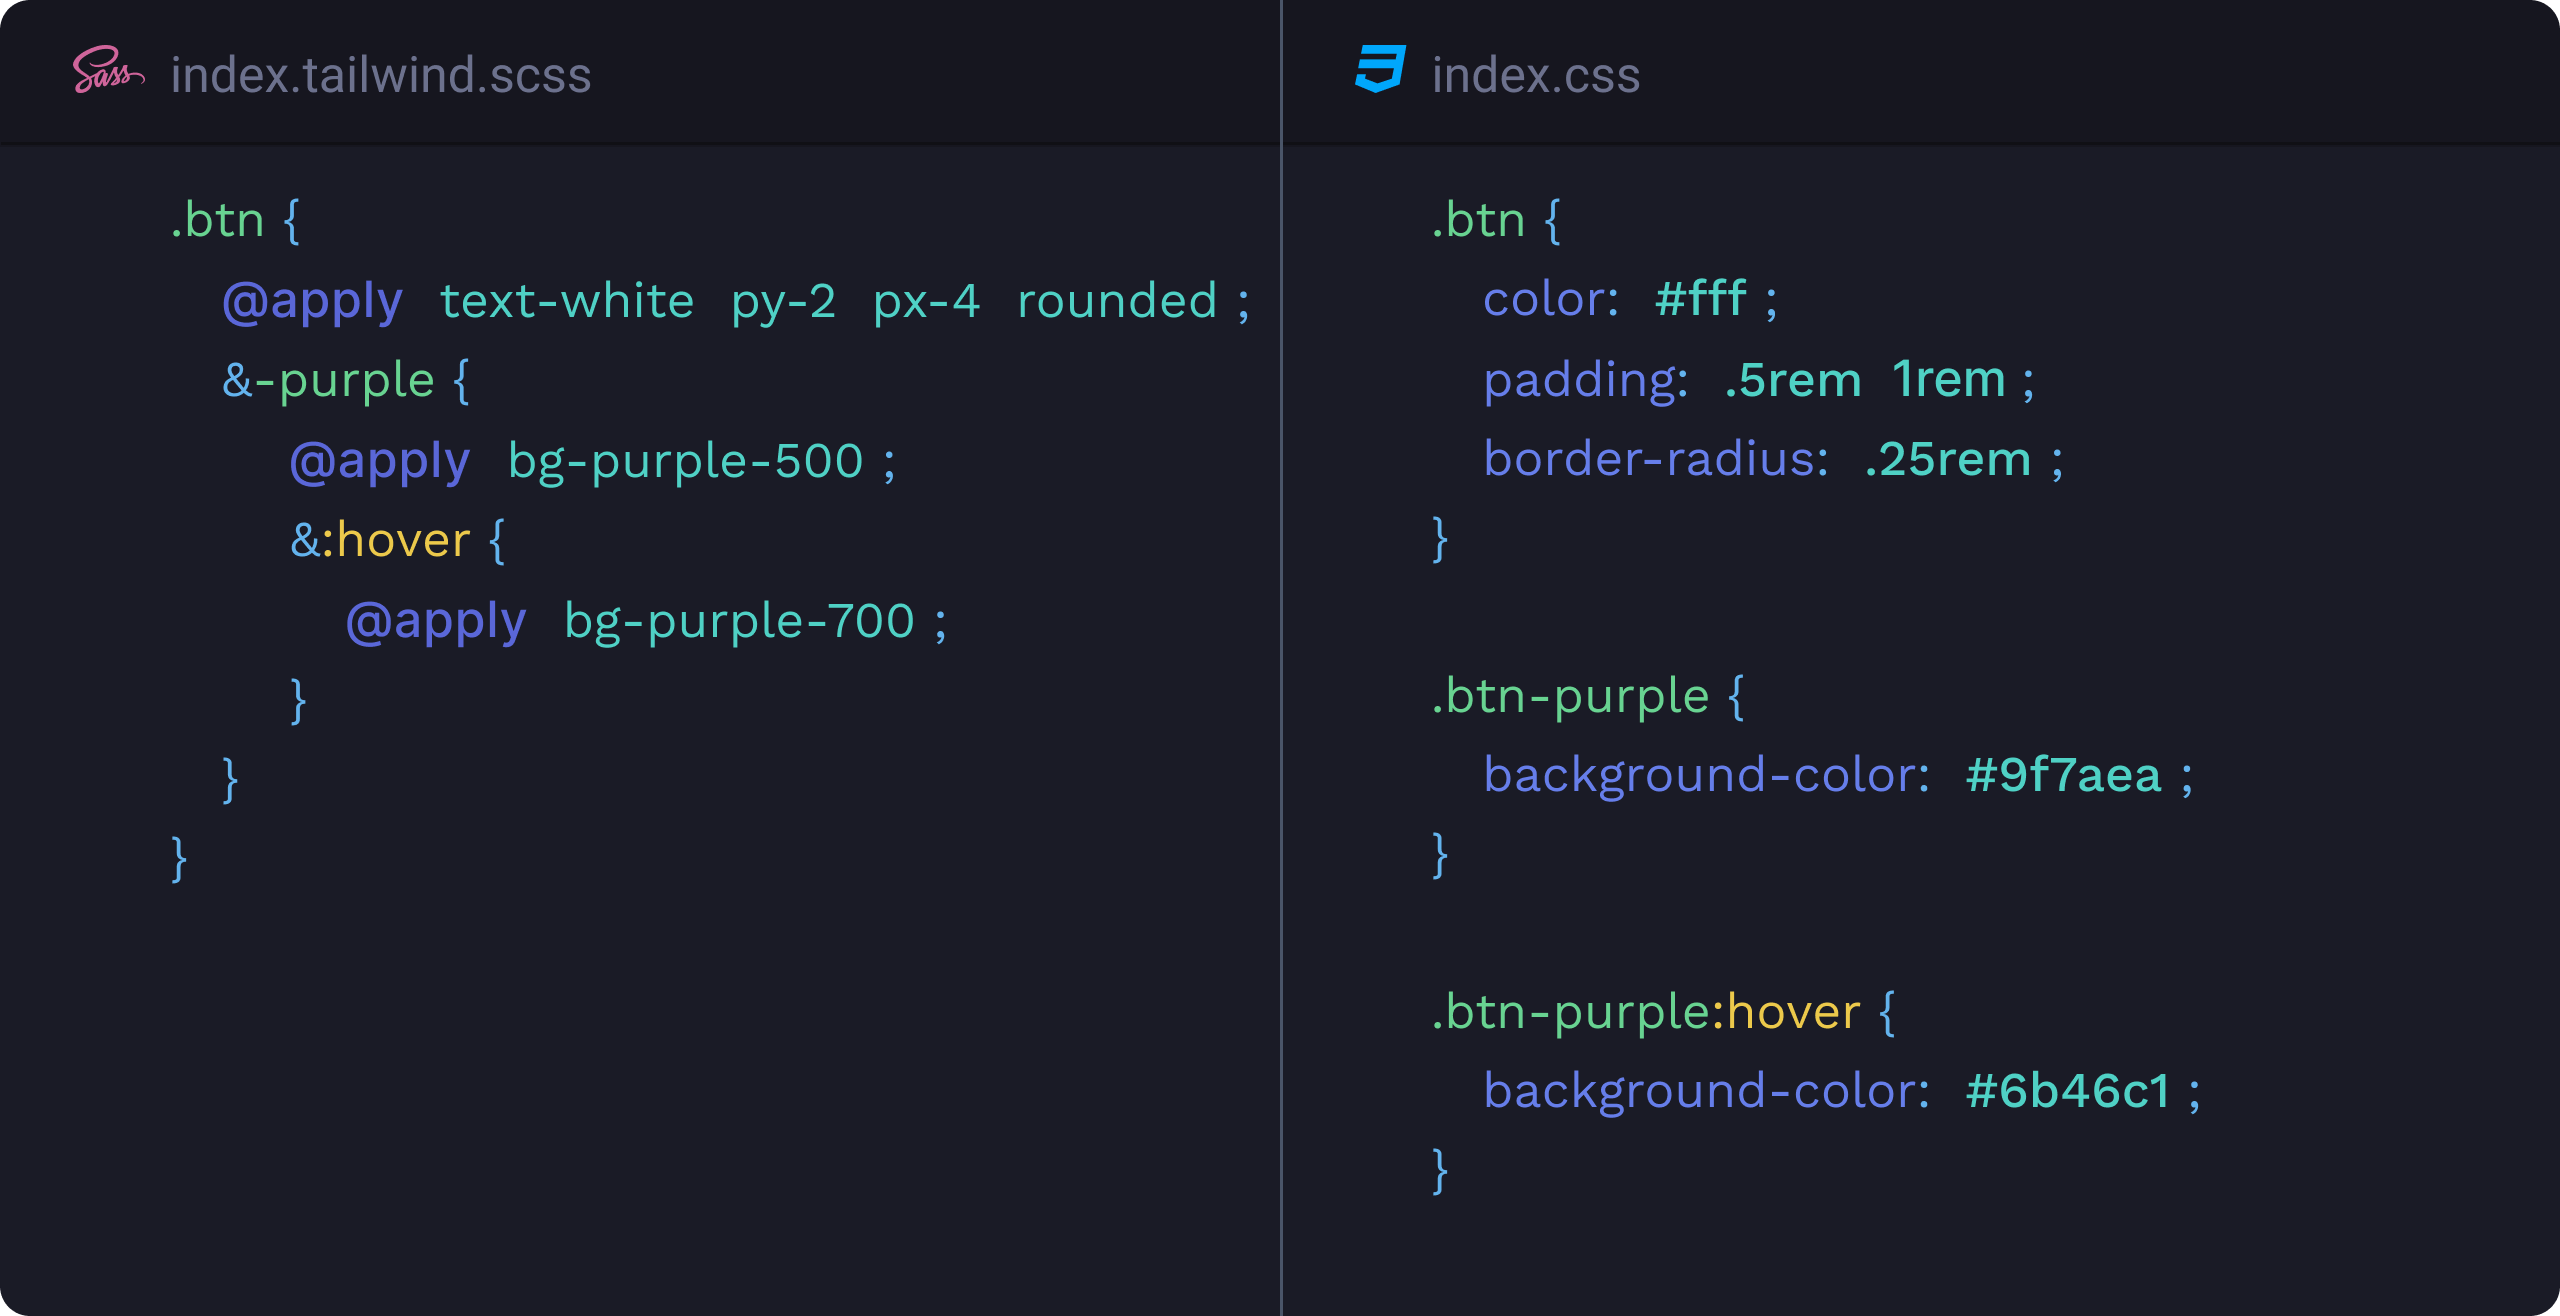 Sass index.tailwind.scss
.btn {
@apply text-white py-2 px-4 rounded ;
&-purple {
@apply bg-purple-500 ;
&:hover {
@apply bg-purple-700 ;
}
}
}
index.css
.btn {
color: #fff ;
padding: .5rem 1rem ;
border-radius: .25rem ;
}
.btn-purple {
background-color: #9f7aea ;
}
.btn-purple:hover {
background-color: #6b46c1 ;
}